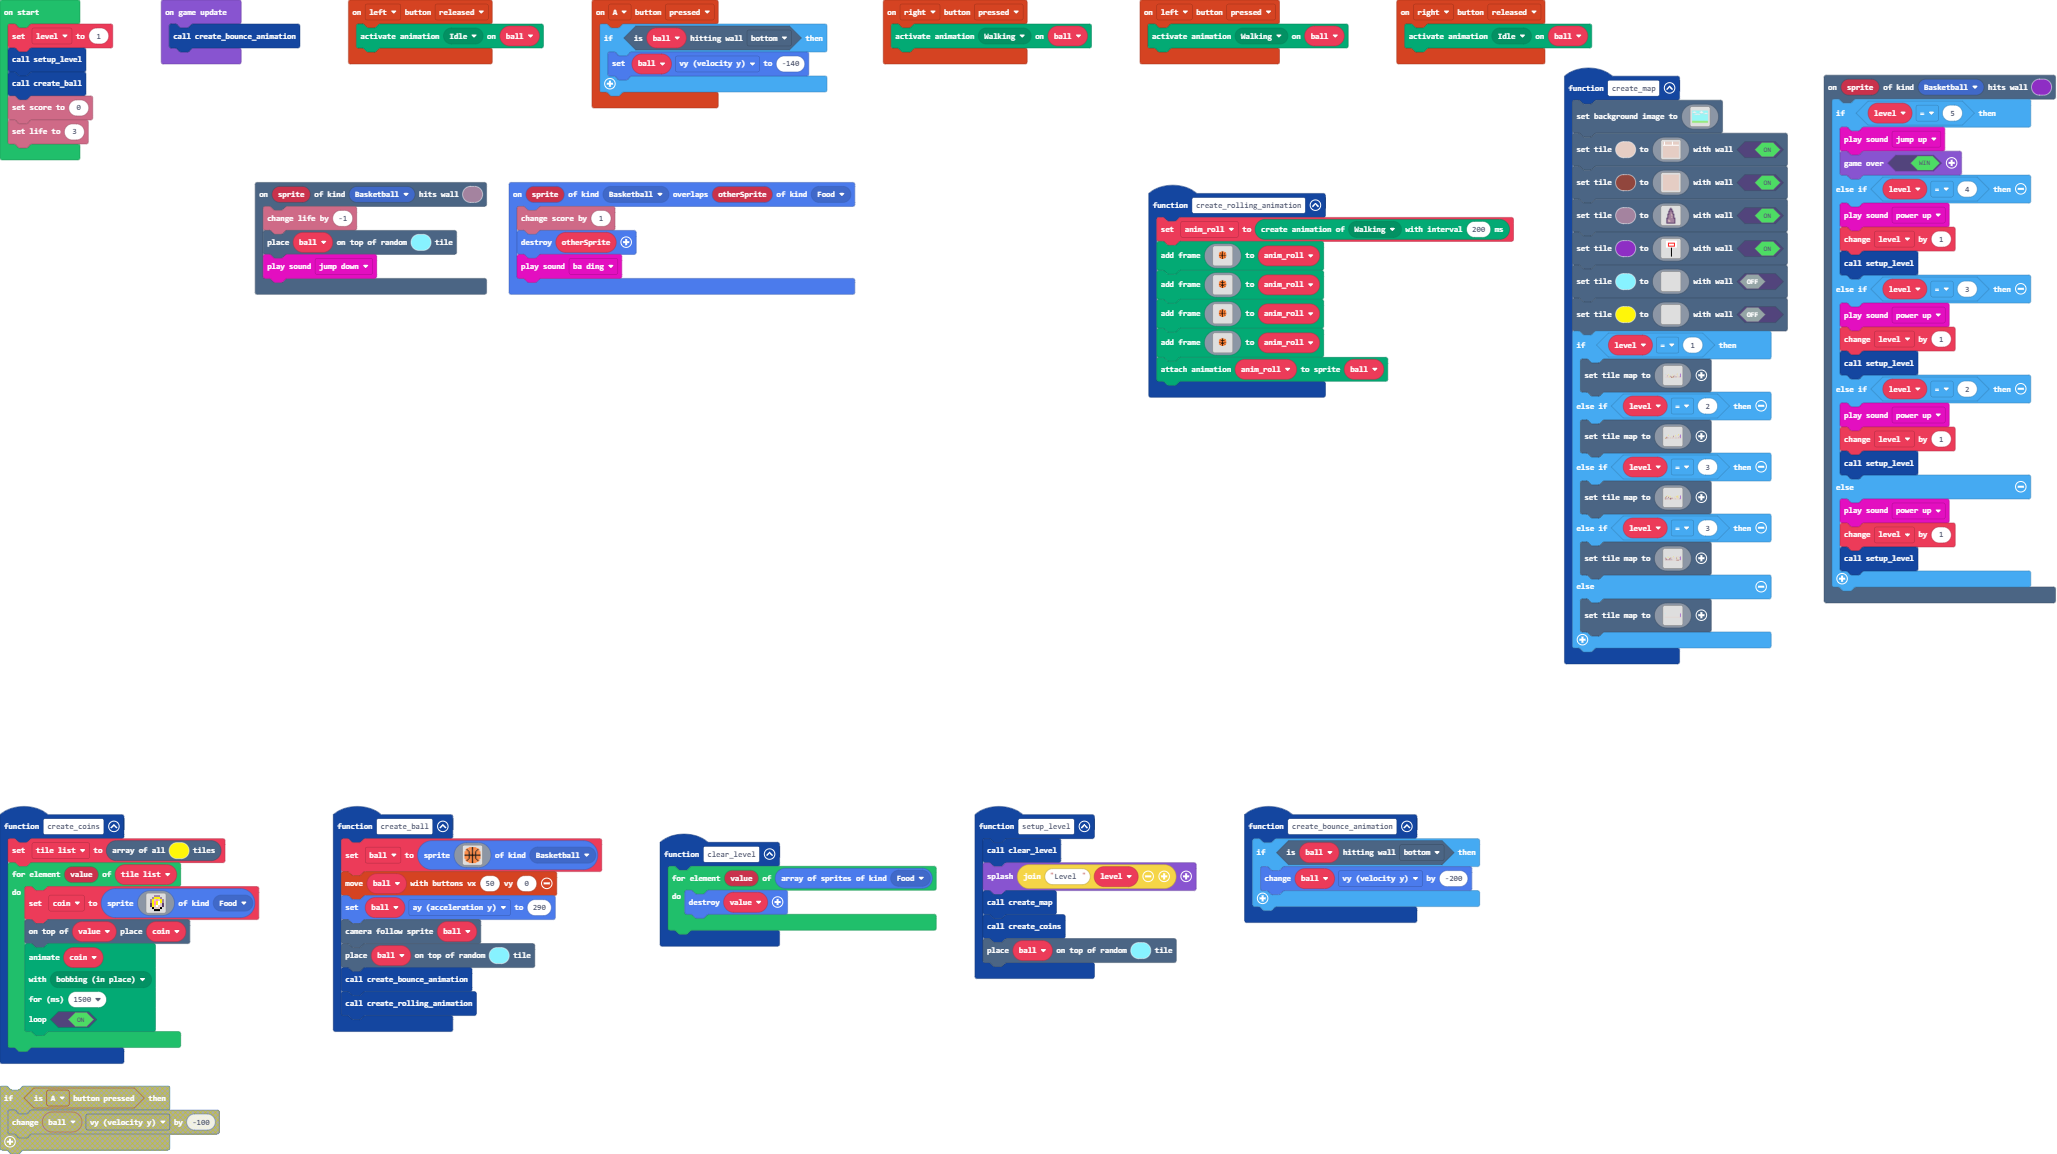 on start
set level to 1
call setup_level
call create_ball
set score to 0
set life to 3
on game update
call create_bounce_animation
on left button released
activate animation Idle on ball
on A button pressed
if is ball hitting wall bottom then
set ball vy (velocity y) to -140
on right button pressed
activate animation Walking on ball
on left button pressed
activate animation Walking on ball
on right button released
activate animation Idle on ball
on sprite of kind Basketball hits wall
change life by -1
place ball on top of random tile
play sound jump down
on sprite of kind Basketball overlaps otherSprite of kind Food
change score by 1
destroy otherSprite
play sound ba ding
function create_rolling_animation
set anim_roll to create animation of Walking with interval 200 ms
add frame to anim_roll
add frame to anim_roll
add frame to anim_roll
add frame to anim_roll
attach animation anim_roll to sprite ball
function create_map
set background image to
set tile to with wall ON
set tile to with wall ON
set tile to with wall ON
set tile to with wall ON
set tile to with wall OFF
set tile to with wall OFF
if level = 1 then
set tile map to
else if level = 2 then
set tile map to
else if level = 3 then
set tile map to
else if level = 3 then
set tile map to
else
set tile map to
on sprite of kind Basketball hits wall
if level = 5 then
play sound jump up
game over WIN
else if level = 4 then
play sound power up
change level by 1
call setup_level
else if level = 3 then
play sound power up
change level by 1
call setup_level
else if level = 2 then
play sound power up
change level by 1
call setup_level
else
play sound power up
change level by 1
call setup_level
function create_coins
set tile list to array of all tiles
for element value of tile list
do
set coin to sprite of kind Food
on top of value place coin
animate coin
with bobbing (in place)
for (ms) 1500
loop ON
function create_ball
set ball to sprite of kind Basketball
move ball with buttons vx 50 vy 0
set ball ay (acceleration y) to 290
camera follow sprite ball
place ball on top of random tile
call create_bounce_animation
call create_rolling_animation
function clear_level
for element value of array of sprites of kind Food
do
destroy value
function setup_level
call clear_level
splash join "Level " level
call create_map
call create_coins
place ball on top of random tile
function create_bounce_animation
if is ball hitting wall bottom then
change ball vy (velocity y) by -200
if is A button pressed then
change ball vy (velocity y) by -100